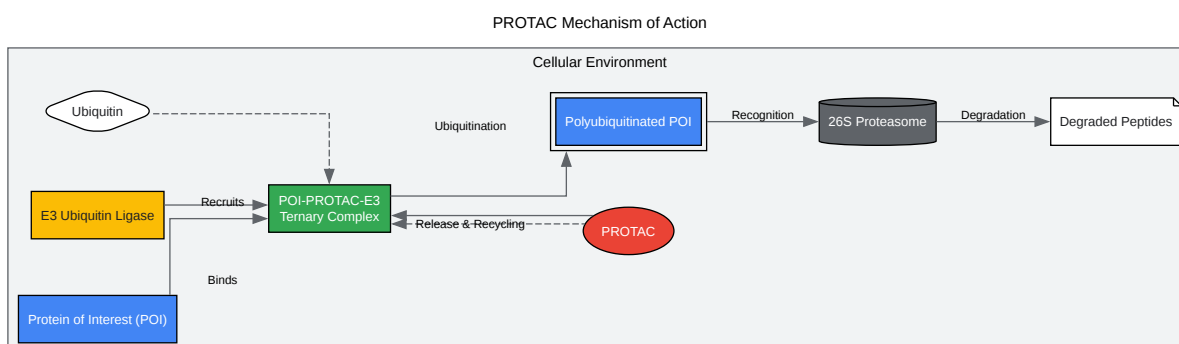 PROTAC Mechanism of Action
Cellular Environment
Ubiquitin
Ubiquitination
Polyubiquitinated POI
Recognition
26S Proteasome
Degradation
Degraded Peptides
E3 Ubiquitin Ligase
Recruits
POI-PROTAC-E3
Ternary Complex
Release & Recycling
PROTAC
Binds
Protein of Interest (POI)